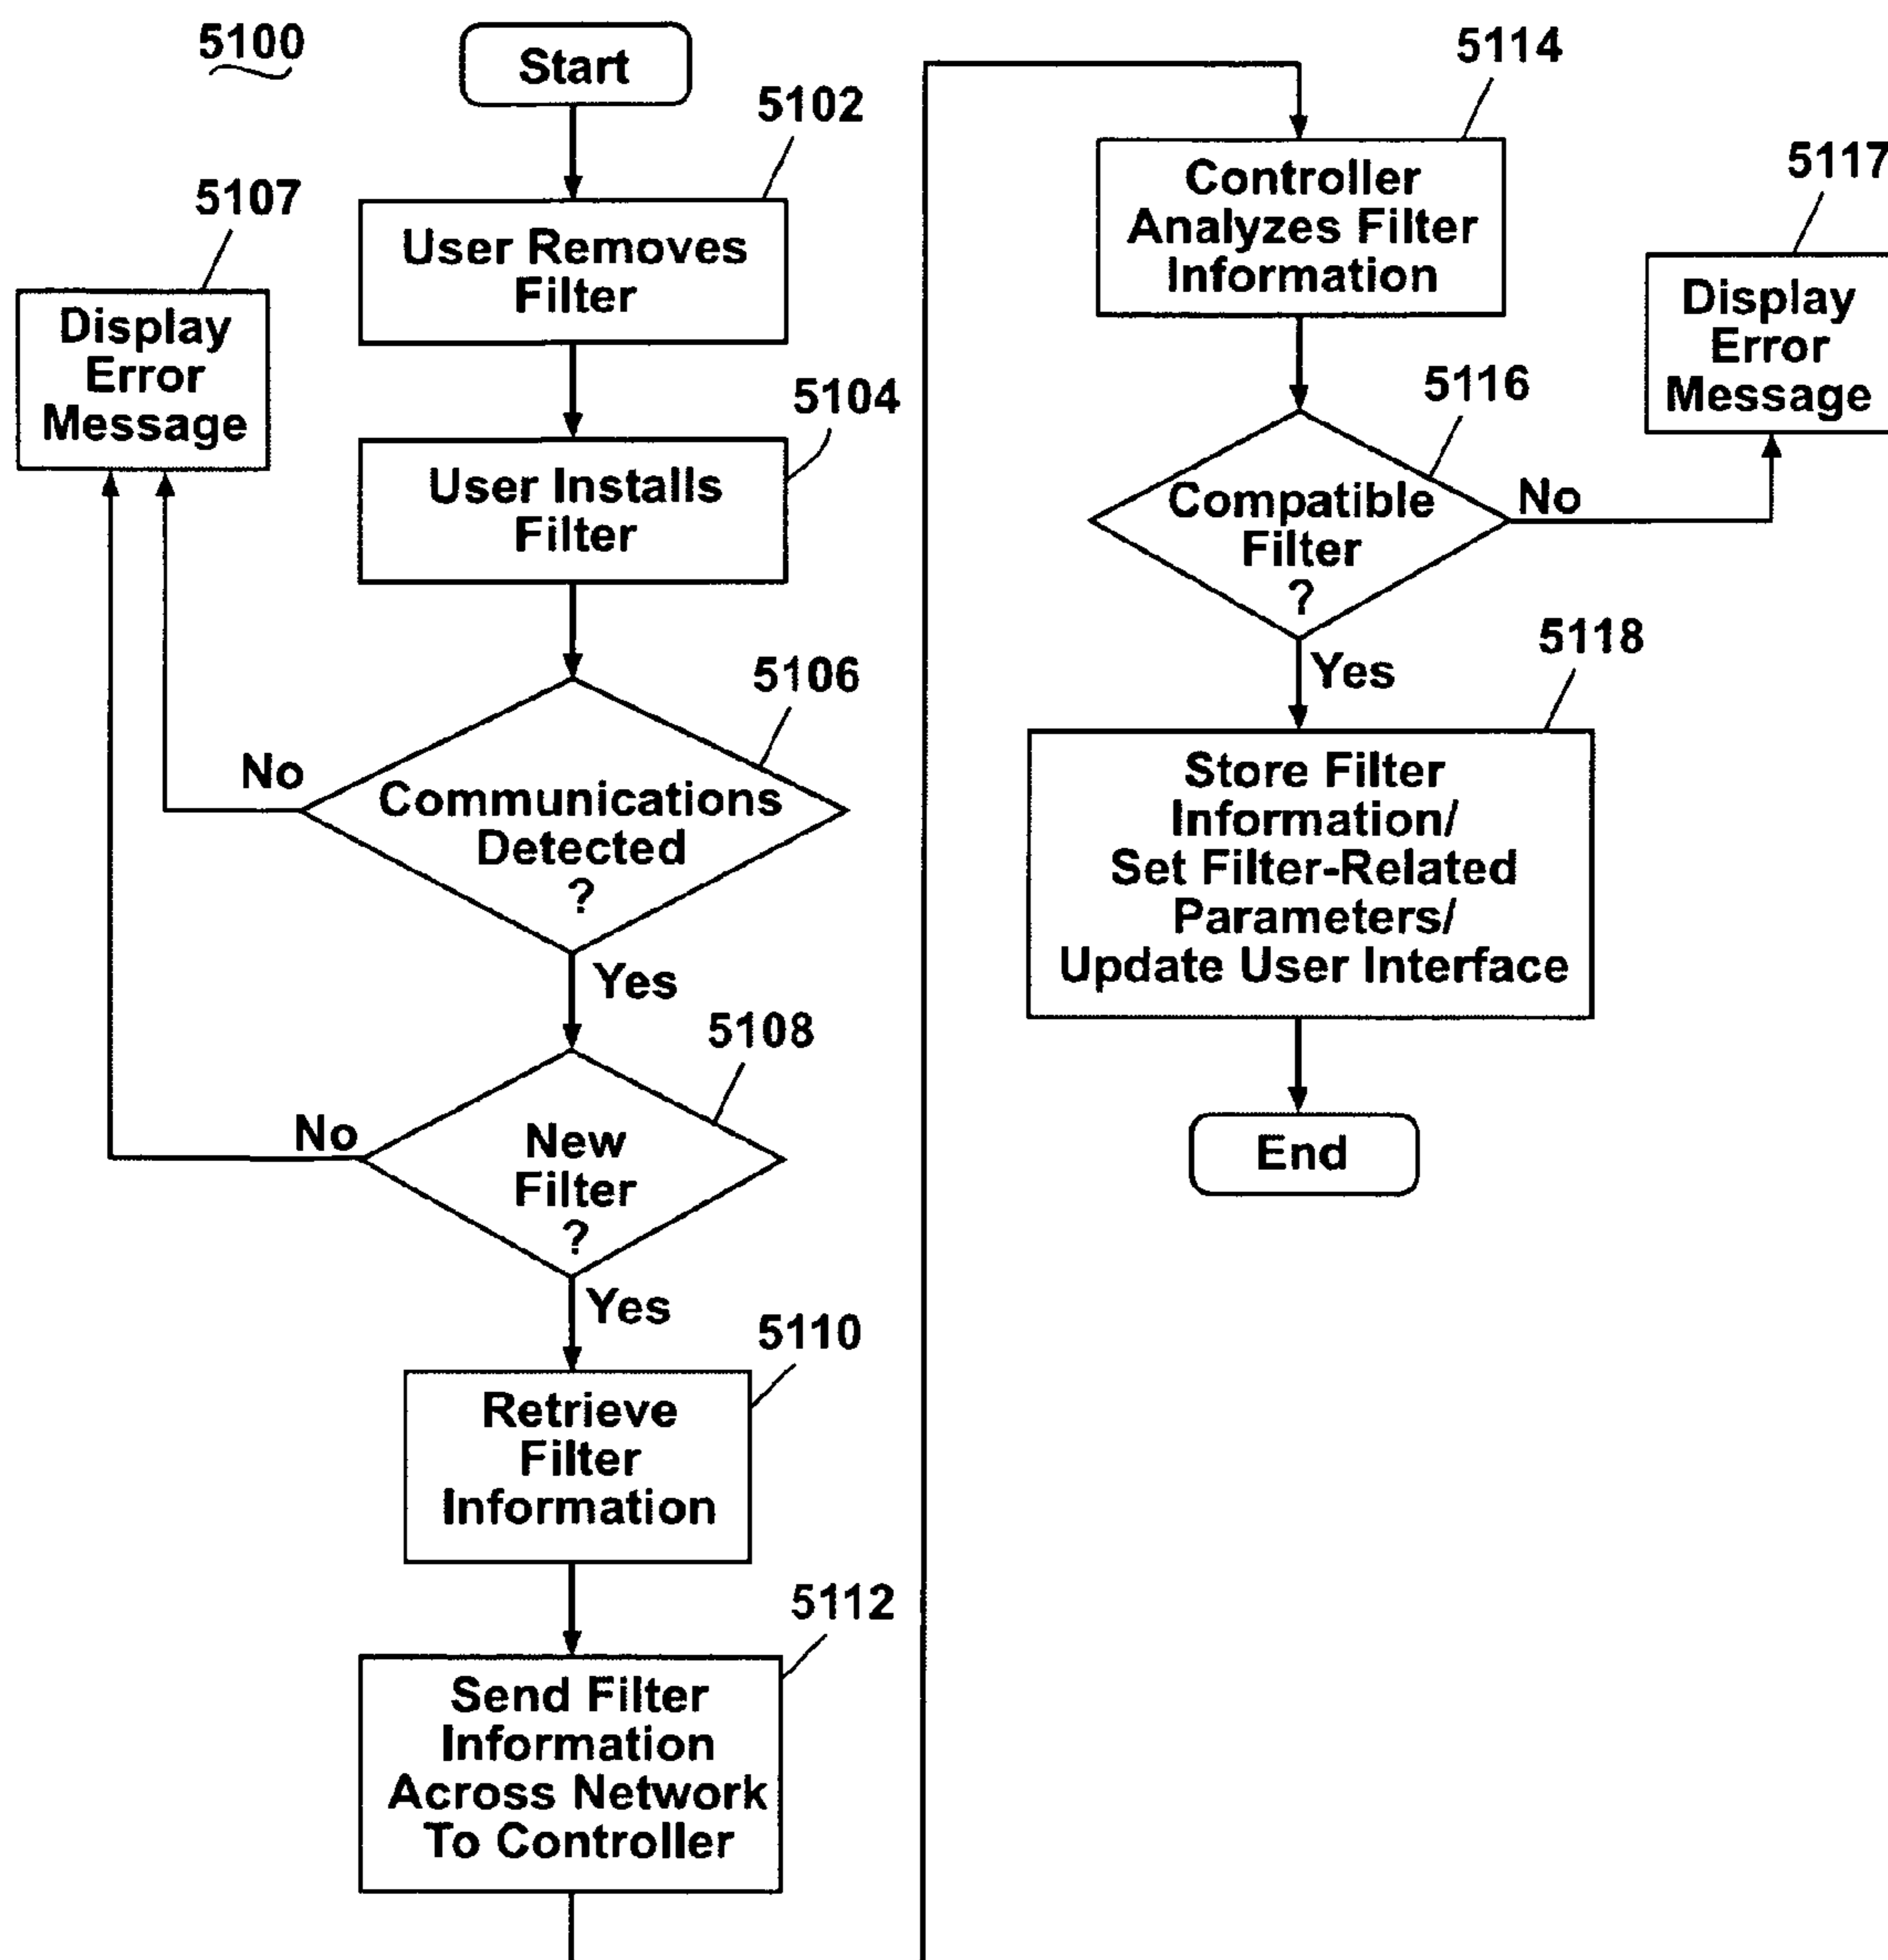 5100
Start
5102
User Removes
Filter
5107
Display
Error
Message
5104
User Installs
Filter
5106
Communications
Detected
?
No
Yes
5108
New
Filter
?
No
Yes
5110
Retrieve
Filter
Information
5112
Send Filter
Information
Across Network
To Controller
5114
Controller
Analyzes Filter
Information
5116
Compatible
Filter
?
No
5117
Display
Error
Message
Yes
5118
Store Filter
Information/
Set Filter-Related
Parameters/
Update User Interface
End